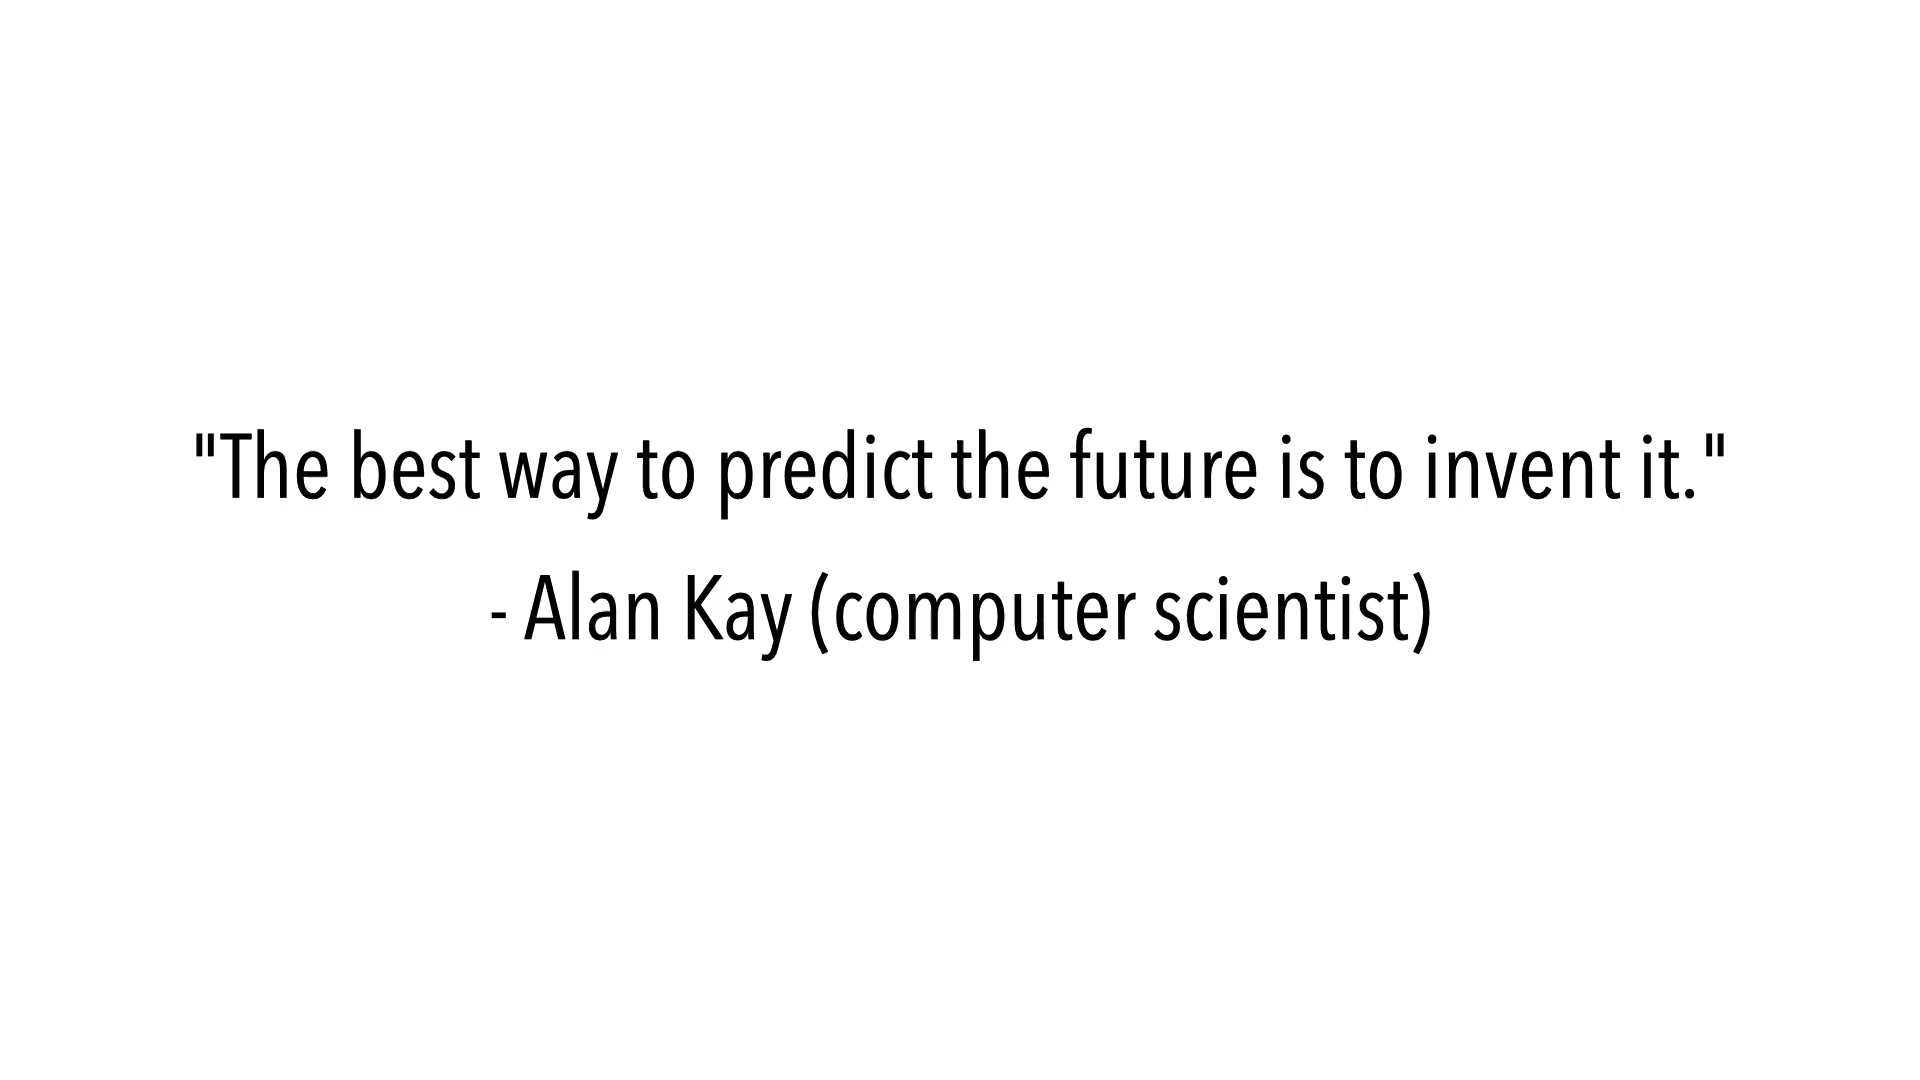 "The best way to predict the future is to invent it."
- Alan Kay (computer scientist)